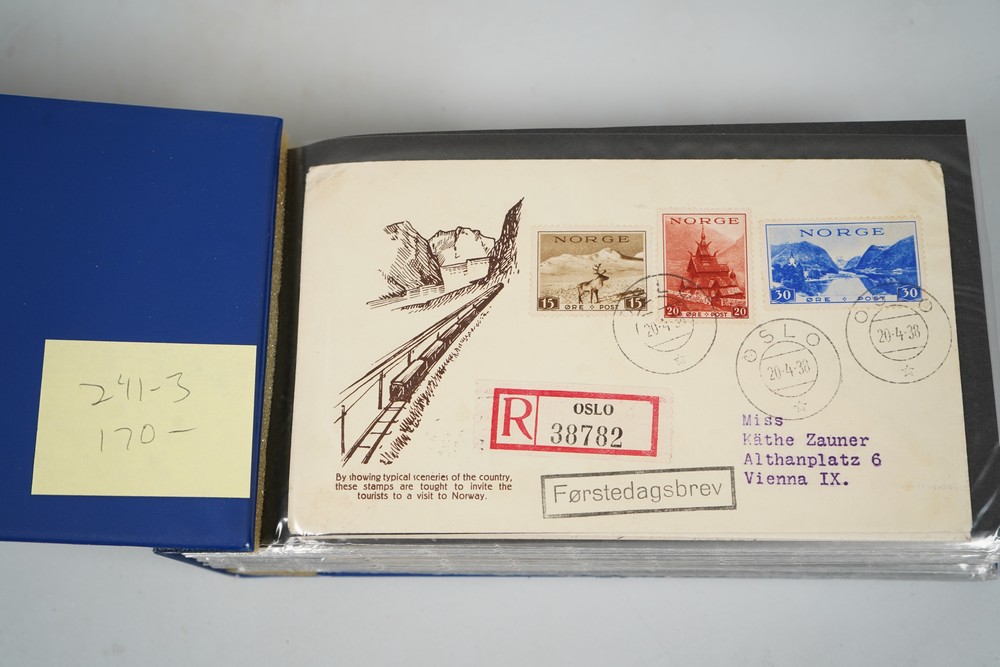 241-3
170-
NORGE
15 15
ØRE POST
NORGE
20 20
ØRE POST
NORGE
30 30
ØRE POST
20-4-38
OSLO
20-4-38
OSLO
20-4-38
R
OSLO
38782
Miss
Käthe Zauner
Althanplatz 6
Vienna IX.
Førstedagsbrev
By showing typical sceneries of the country,
these stamps are tought to invite the
tourists to a visit to Norway.